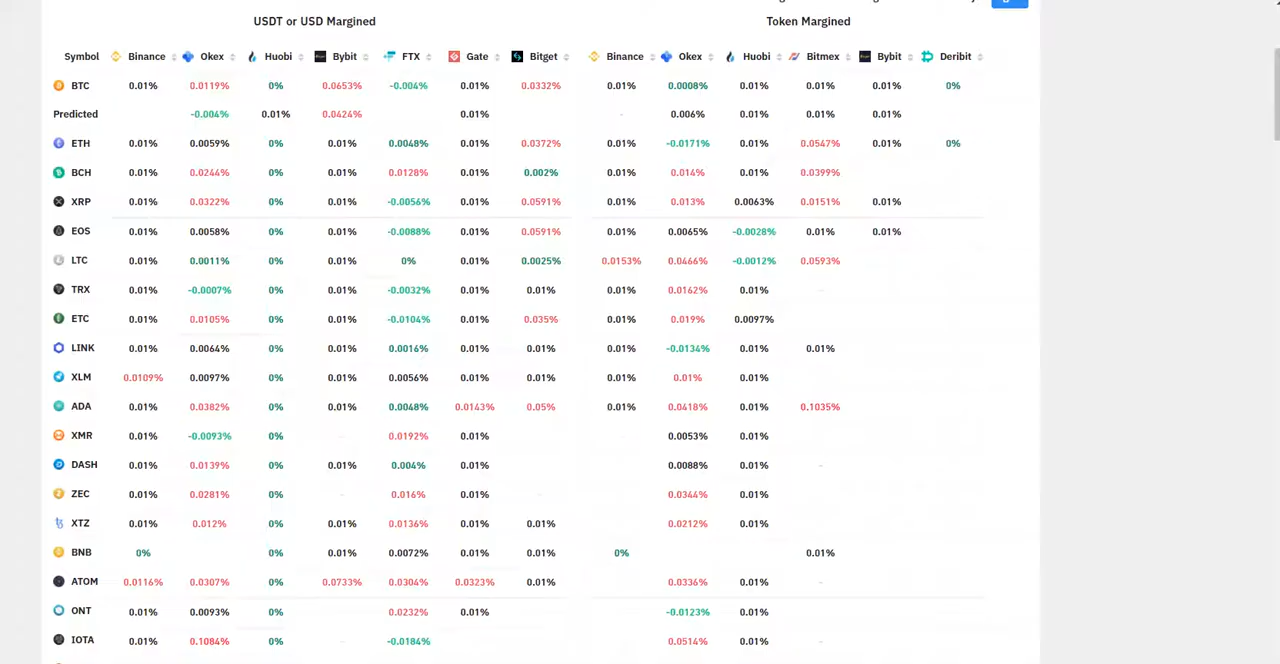 USDT or USD Margined Token Margined
Symbol Binance Okex Huobi Bybit FTX Gate Bitget Binance Okex Huobi Bitmex Bybit Deribit
BTC 0.01% 0.0119% 0% 0.0653% -0.004% 0.01% 0.0332% 0.01% 0.0008% 0.01% 0.01% 0.01% 0%
Predicted -0.004% 0.01% 0.0424% 0.01% - 0.006% 0.01% 0.01% 0.01%
ETH 0.01% 0.0059% 0% 0.01% 0.0048% 0.01% 0.0372% 0.01% -0.0171% 0.01% 0.0547% 0.01% 0%
BCH 0.01% 0.0244% 0% 0.01% 0.0128% 0.01% 0.002% 0.01% 0.014% 0.01% 0.0399%
XRP 0.01% 0.0322% 0% 0.01% -0.0056% 0.01% 0.0591% 0.01% 0.013% 0.0063% 0.0151% 0.01%
EOS 0.01% 0.0058% 0% 0.01% -0.0088% 0.01% 0.0591% 0.01% 0.0065% -0.0028% 0.01% 0.01%
LTC 0.01% 0.0011% 0% 0.01% 0% 0.01% 0.0025% 0.0153% 0.0466% -0.0012% 0.0593%
TRX 0.01% -0.0007% 0% 0.01% -0.0032% 0.01% 0.01% 0.01% 0.0162% 0.01% -
ETC 0.01% 0.0105% 0% 0.01% -0.0104% 0.01% 0.035% 0.01% 0.019% 0.0097%
LINK 0.01% 0.0064% 0% 0.01% 0.0016% 0.01% 0.01% 0.01% -0.0134% 0.01% 0.01%
XLM 0.0109% 0.0097% 0% 0.01% 0.0056% 0.01% 0.01% 0.01% 0.01% 0.01%
ADA 0.01% 0.0382% 0% 0.01% 0.0048% 0.0143% 0.05% 0.01% 0.0418% 0.01% 0.1035%
XMR 0.01% -0.0093% 0% - 0.0192% 0.01% 0.0053% 0.01%
DASH 0.01% 0.0139% 0% 0.01% 0.004% 0.01% 0.0088% 0.01% -
ZEC 0.01% 0.0281% 0% - 0.016% 0.01% - 0.0344% 0.01%
XTZ 0.01% 0.012% 0% 0.01% 0.0136% 0.01% 0.01% 0.0212% 0.01%
BNB 0% 0% 0.01% 0.0072% 0.01% 0.01% 0% 0.01%
ATOM 0.0116% 0.0307% 0% 0.0733% 0.0304% 0.0323% 0.01% 0.0336% 0.01% -
ONT 0.01% 0.0093% 0% 0.0232% 0.01% -0.0123% 0.01%
IOTA 0.01% 0.1084% 0% - -0.0184% 0.0514% 0.01% -